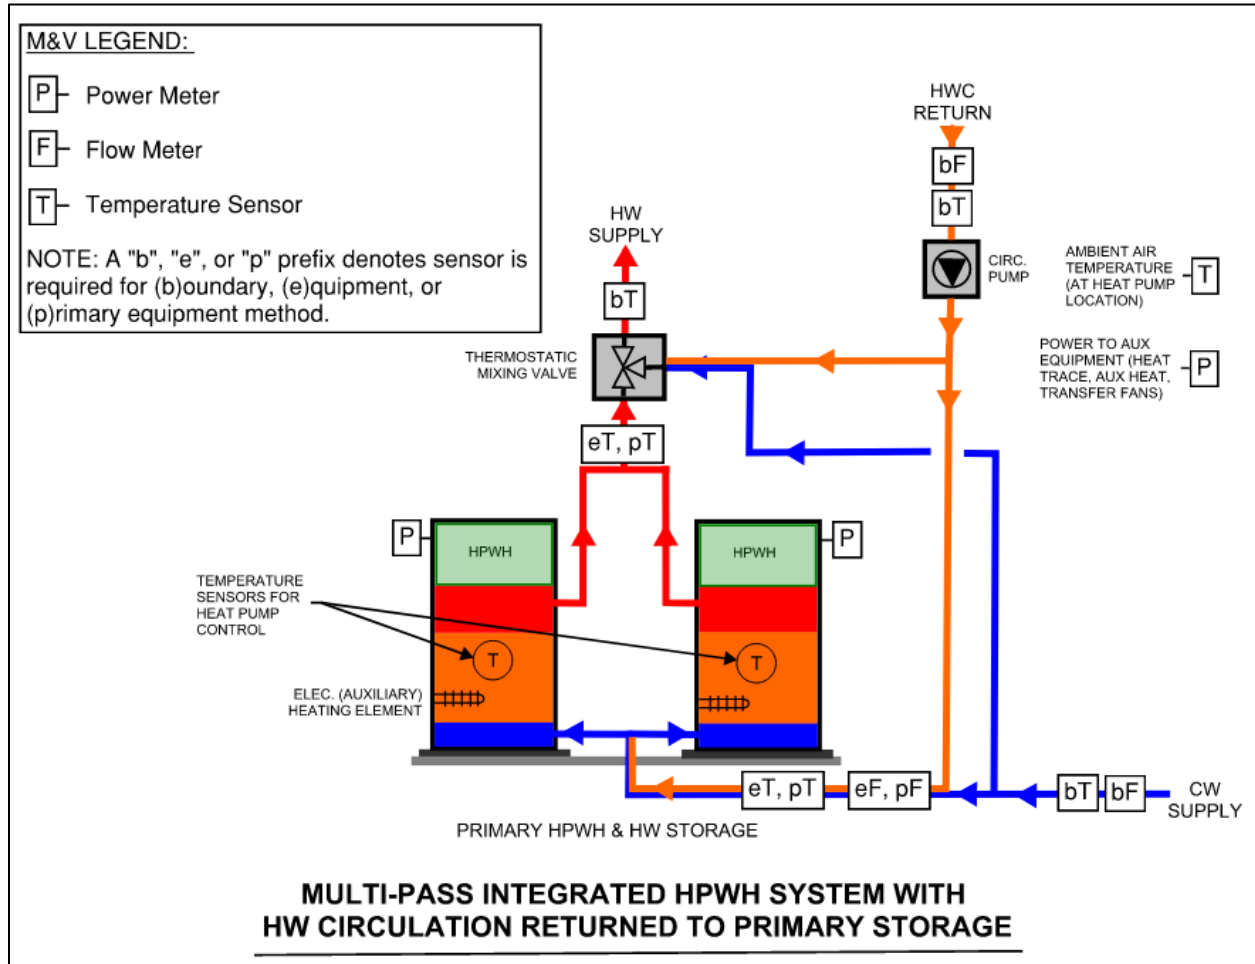 M&V LEGEND:
P Power Meter
F Flow Meter
T Temperature Sensor
NOTE: A "b", "e", or "p" prefix denotes sensor is
required for (b)oundary, (e)quipment, or
(p)rimary equipment method.
HWC
RETURN
bF
bT
HW
SUPPLY
bT
CIRC.
PUMP
AMBIENT AIR
TEMPERATURE
(AT HEAT PUMP
LOCATION)
T
THERMOSTATIC
MIXING VALVE
POWER TO AUX
EQUIPMENT (HEAT
TRACE, AUX HEAT,
TRANSFER FANS)
P
eT, pT
P
HPWH
HPWH
P
TEMPERATURE
SENSORS FOR
HEAT PUMP
CONTROL
T
T
ELEC. (AUXILIARY)
HEATING ELEMENT
eT, pT
eF, pF
bT
bF
CW
SUPPLY
PRIMARY HPWH & HW STORAGE
MULTI-PASS INTEGRATED HPWH SYSTEM WITH
HW CIRCULATION RETURNED TO PRIMARY STORAGE